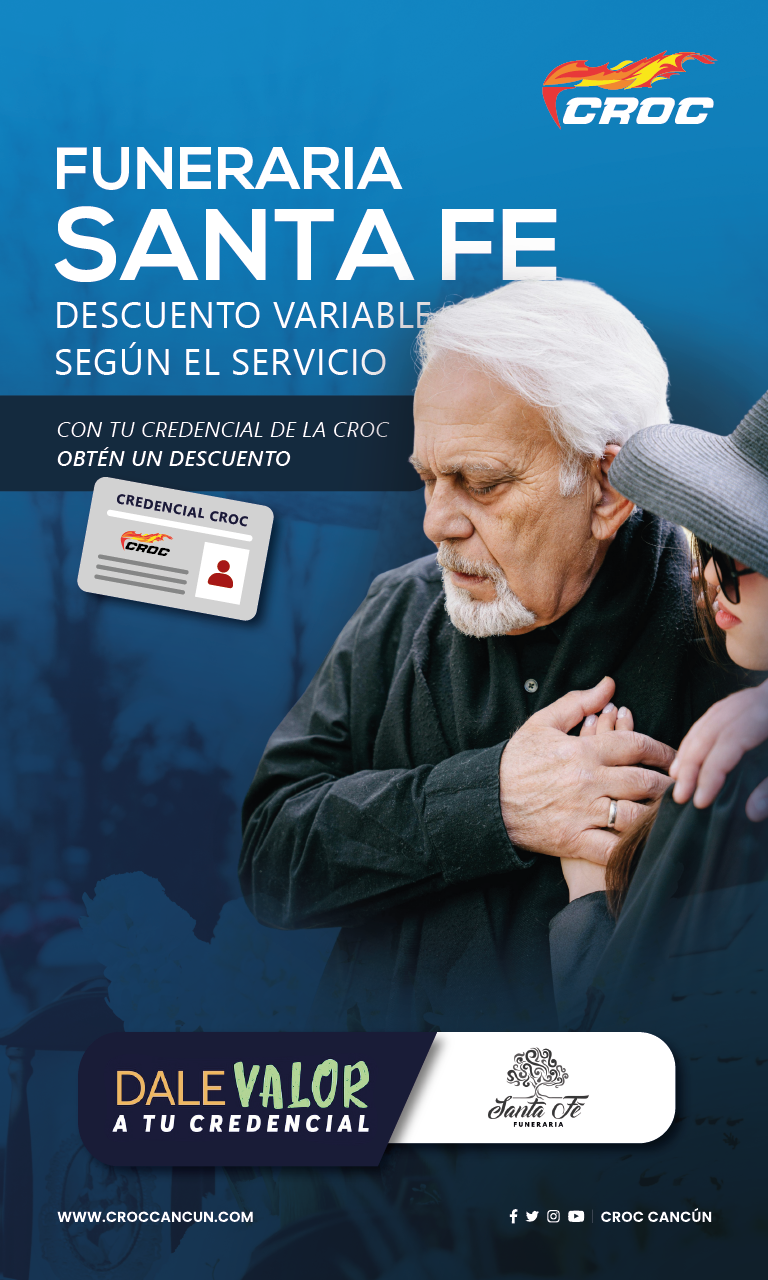 CROC
FUNERARIA
SANTA FE
DESCUENTO VARIABLE
SEGÚN EL SERVICIO
CON TU CREDENCIAL DE LA CROC
OBTÉN UN DESCUENTO
CREDENCIAL CROC
CROC
DALE VALOR
A TU CREDENCIAL
Santa Fé
FUNERARIA
WWW.CROCCANCUN.COM
CROC CANCÚN